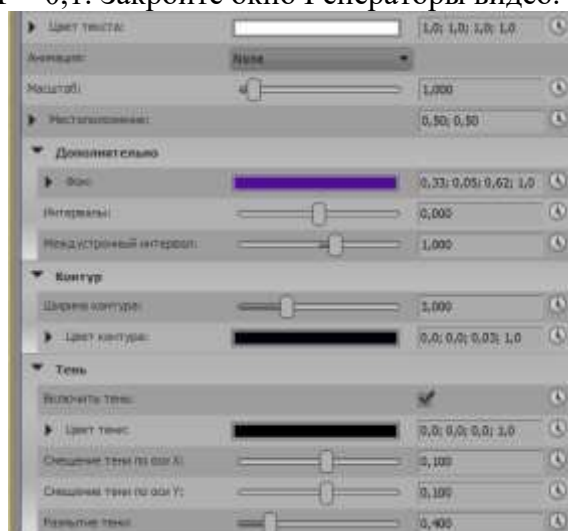 Y – 0,1. Закройте окно Генераторы видео.
Цвет текста: 1,0; 1,0; 1,0; 1,0
Анимация: None
Масштаб: 1,000
Местоположение: 0,50; 0,50
Дополнительно
Фон: 0,33; 0,05; 0,62; 1,0
Интервалы: 0,000
Междустрочный интервал: 1,000
Контур
Ширина контура: 3,000
Цвет контура: 0,0; 0,0; 0,03; 1,0
Тень
Включить тень:
Цвет тени: 0,0; 0,0; 0,0; 1,0
Смещение тени по оси X: 0,100
Смещение тени по оси Y: 0,100
Размытие тени: 0,400